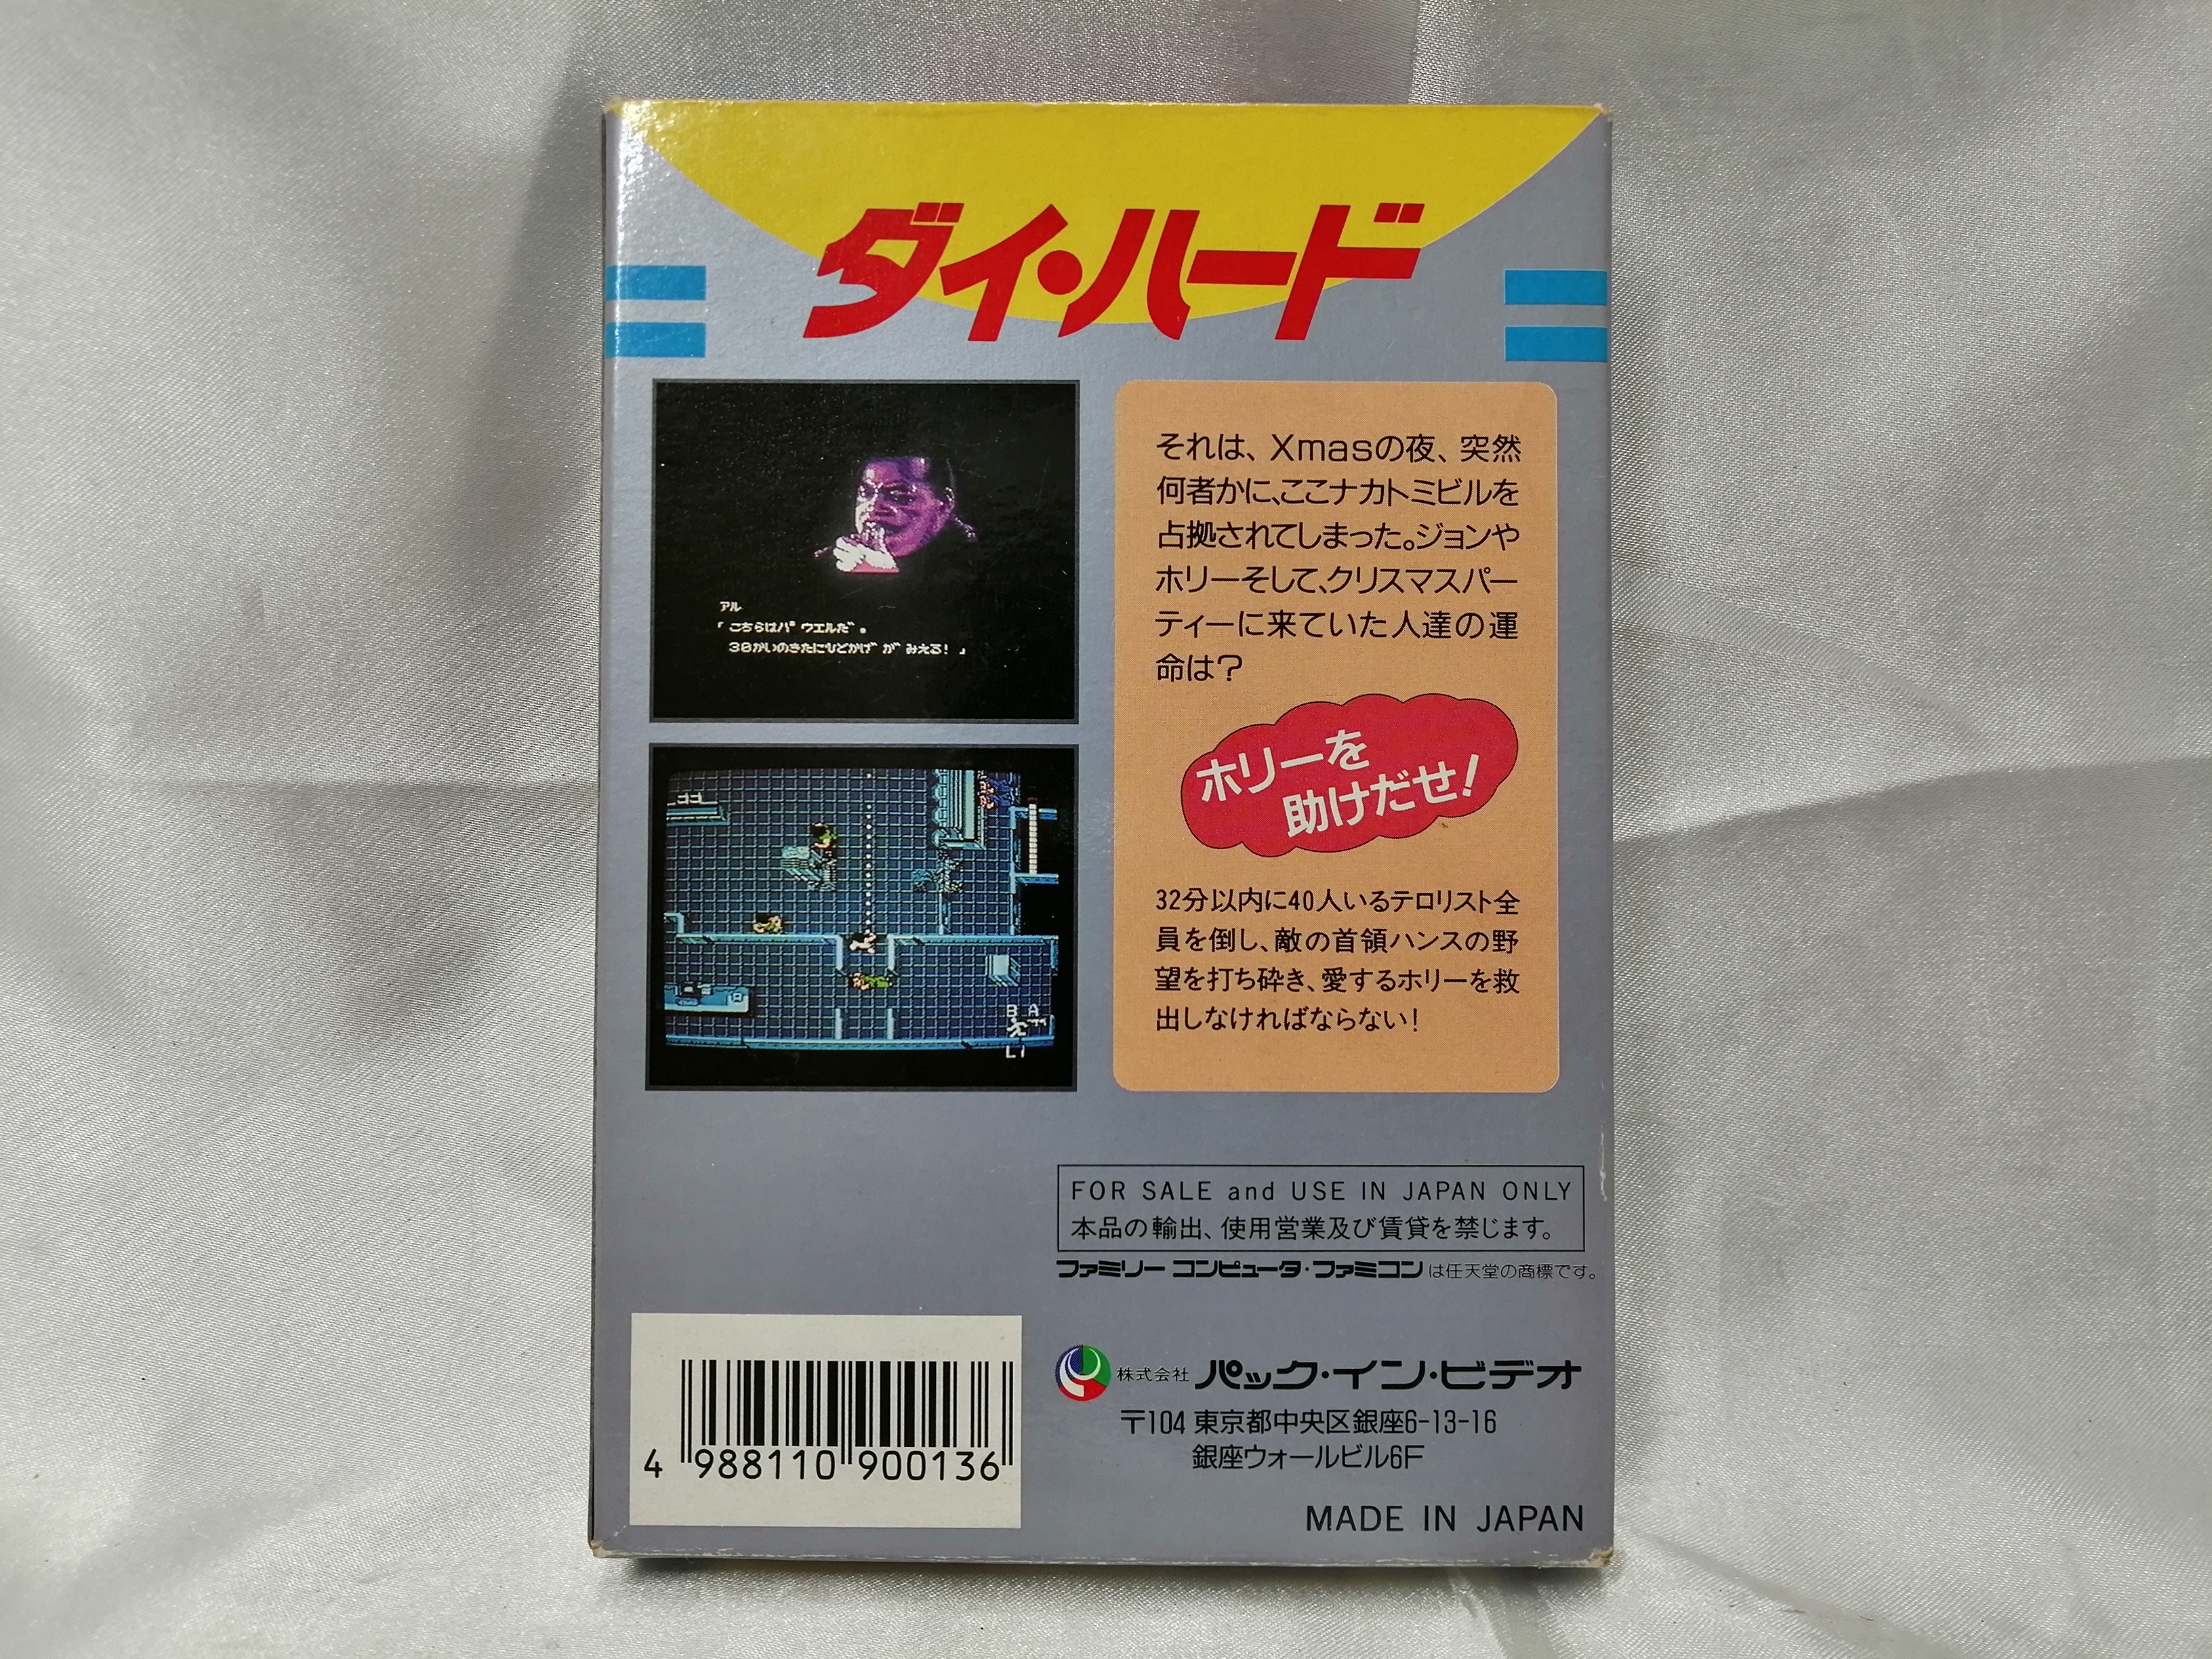 ダイ・ハード
アル
「こちらはパウエルだ。
30かいのきたにひとかげが みえる!」
それは、Xmasの夜、突然
何者かに、ここナカトミビルを
占拠されてしまった。ジョンや
ホリーそして、クリスマスパー
ティーに来ていた人達の運
命は?
ホリーを
助けだせ!
32分以内に40人いるテロリスト全
員を倒し、敵の首領ハンスの野
望を打ち砕き、愛するホリーを救
出しなければならない!
B A
FOR SALE and USE IN JAPAN ONLY
本品の輸出、使用営業及び賃貸を禁じます。
ファミリー コンピュータ・ファミコンは任天堂の商標です。
株式会社 パック・イン・ビデオ
〒104 東京都中央区銀座6-13-16
銀座ウォールビル6F
4 988110 900136
MADE IN JAPAN